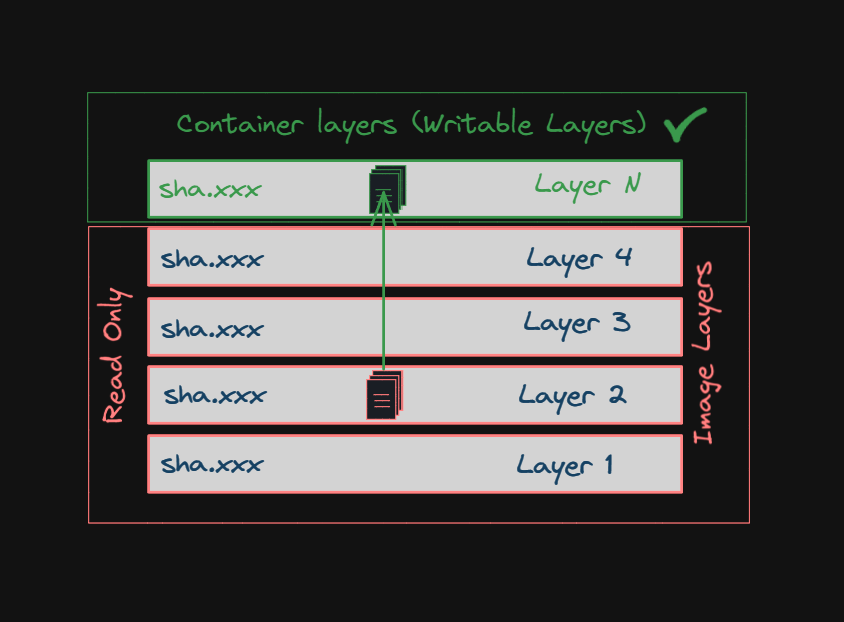 Container layers (Writable Layers)
sha.xxx Layer N
sha.xxx Layer 4
sha.xxx Layer 3
sha.xxx Layer 2
sha.xxx Layer 1
Read Only
Image Layers